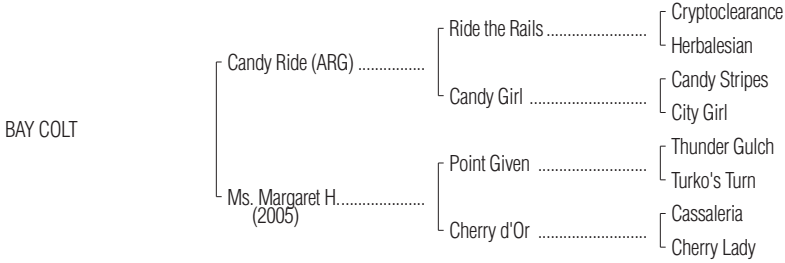 Cryptoclearance
Ride the Rails ........................
Herbalesian
Candy Ride (ARG) ................
Candy Stripes
Candy Girl ............................
City Girl
BAY COLT
Thunder Gulch
Point Given ..........................
Turko's Turn
Ms. Margaret H.....................
(2005)
Cassaleria
Cherry d'Or ..........................
Cherry Lady